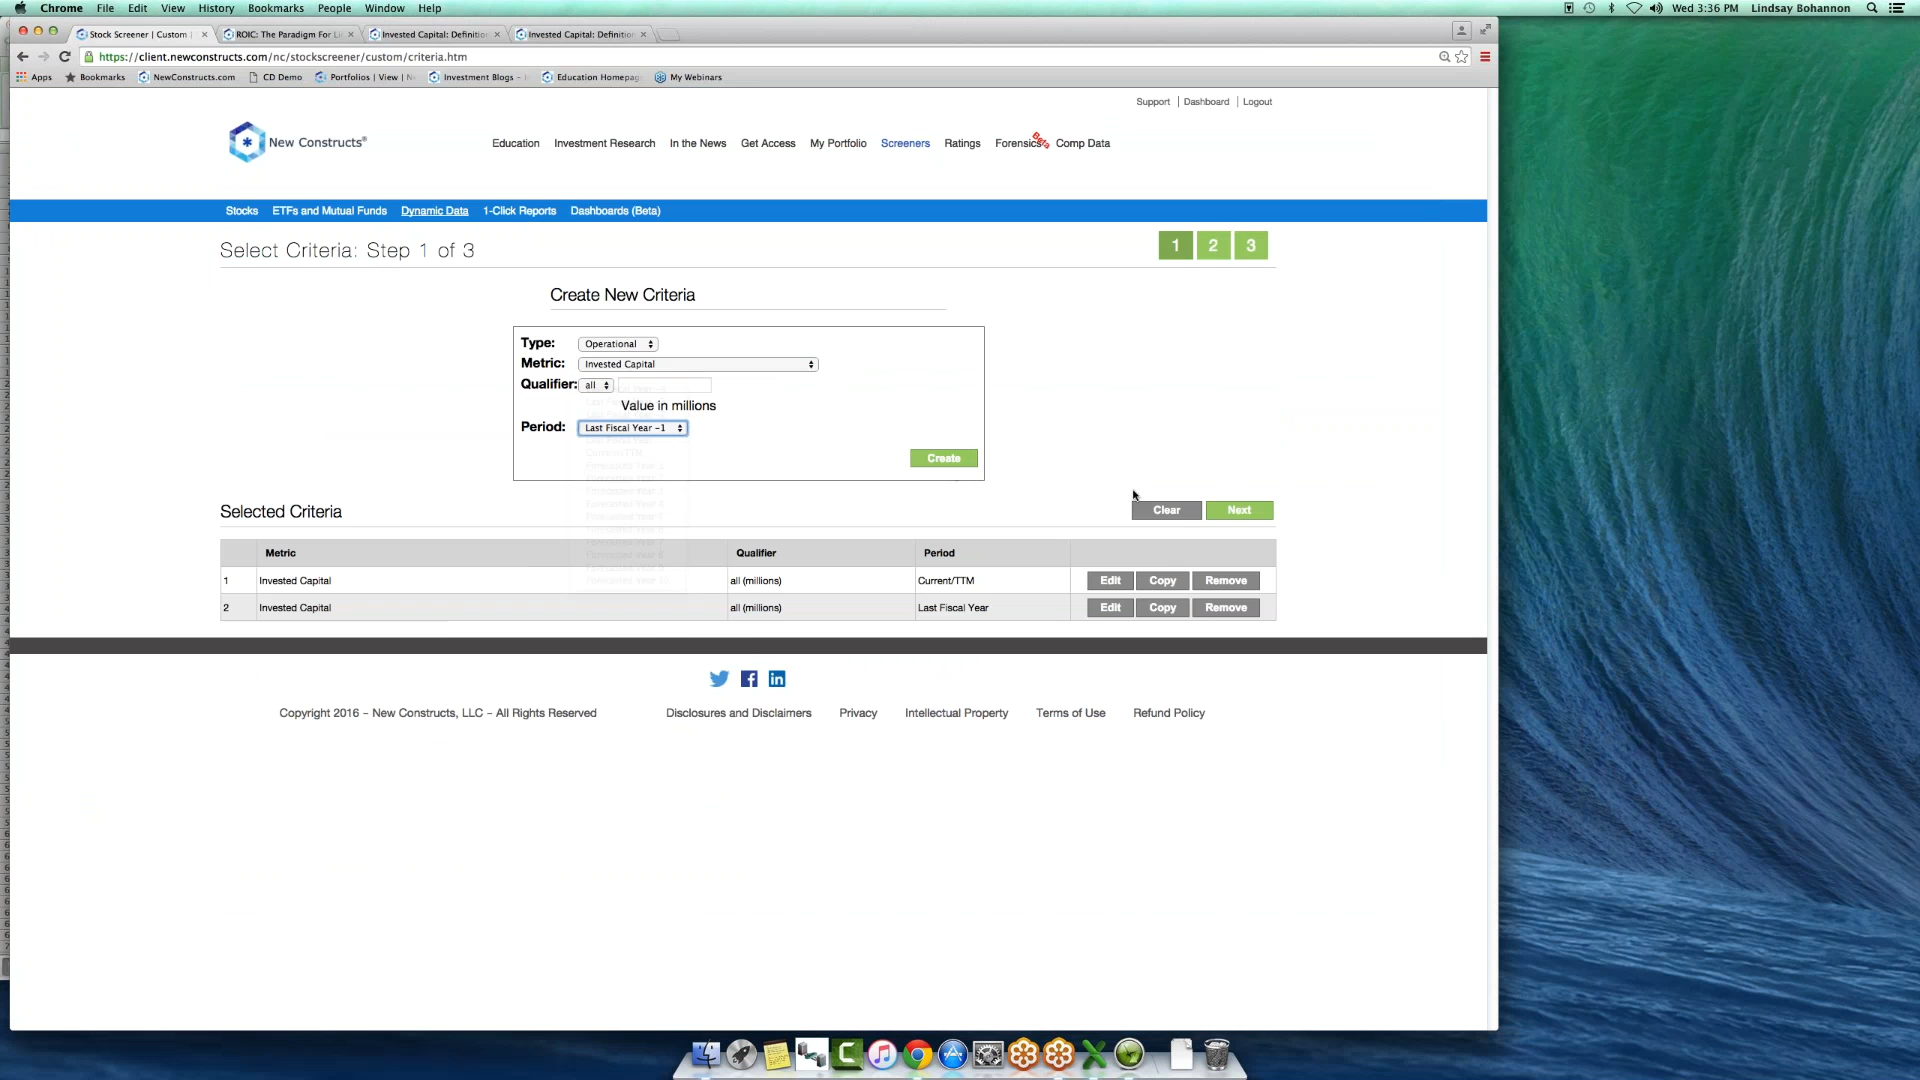 Chrome File Edit View History Bookmarks People Window Help
Wed 3:36 PM Lindsay Bohannon
Stock Screener | Custom
ROIC: The Paradigm For
Invested Capital: Definition
Invested Capital: Definition
https://client.newconstructs.com/nc/stockscreener/custom/criteria.htm
Apps Bookmarks NewConstructs.com CD Demo Portfolios | View | Investment Blogs – Education Homepag My Webinars
Support | Dashboard | Logout
New Constructs®
Education Investment Research In the News Get Access My Portfolio Screeners Ratings Forensics Beta Comp Data
Stocks ETFs and Mutual Funds Dynamic Data 1-Click Reports Dashboards (Beta)
Select Criteria: Step 1 of 3
1 2 3
Create New Criteria
Type: Operational
Metric: Invested Capital
Qualifier: all
Value in millions
Period: Last Fiscal Year -1
Create
Selected Criteria
Clear Next
Metric Qualifier Period
1 Invested Capital all (millions) Current/TTM Edit Copy Remove
2 Invested Capital all (millions) Last Fiscal Year Edit Copy Remove
Copyright 2016 – New Constructs, LLC – All Rights Reserved Disclosures and Disclaimers Privacy Intellectual Property Terms of Use Refund Policy